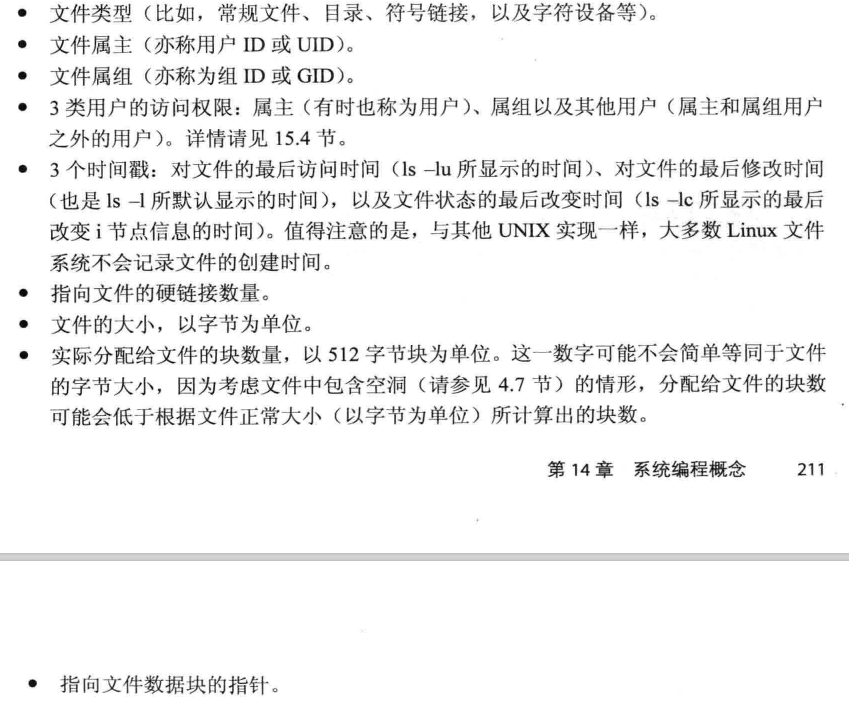 • 文件类型（比如，常规文件、目录、符号链接，以及字符设备等）。
• 文件属主（亦称用户 ID 或 UID）。
• 文件属组（亦称为组 ID 或 GID）。
• 3 类用户的访问权限：属主（有时也称为用户）、属组以及其他用户（属主和属组用户
之外的用户）。详情请见 15.4 节。
• 3 个时间戳：对文件的最后访问时间（ls –lu 所显示的时间）、对文件的最后修改时间
（也是 ls –l 所默认显示的时间），以及文件状态的最后改变时间（ls –lc 所显示的最后
改变 i 节点信息的时间）。值得注意的是，与其他 UNIX 实现一样，大多数 Linux 文件
系统不会记录文件的创建时间。
• 指向文件的硬链接数量。
• 文件的大小，以字节为单位。
• 实际分配给文件的块数量，以 512 字节块为单位。这一数字可能不会简单等同于文件
的字节大小，因为考虑文件中包含空洞（请参见 4.7 节）的情形，分配给文件的块数
可能会低于根据文件正常大小（以字节为单位）所计算出的块数。
第 14 章 系统编程概念 211
• 指向文件数据块的指针。